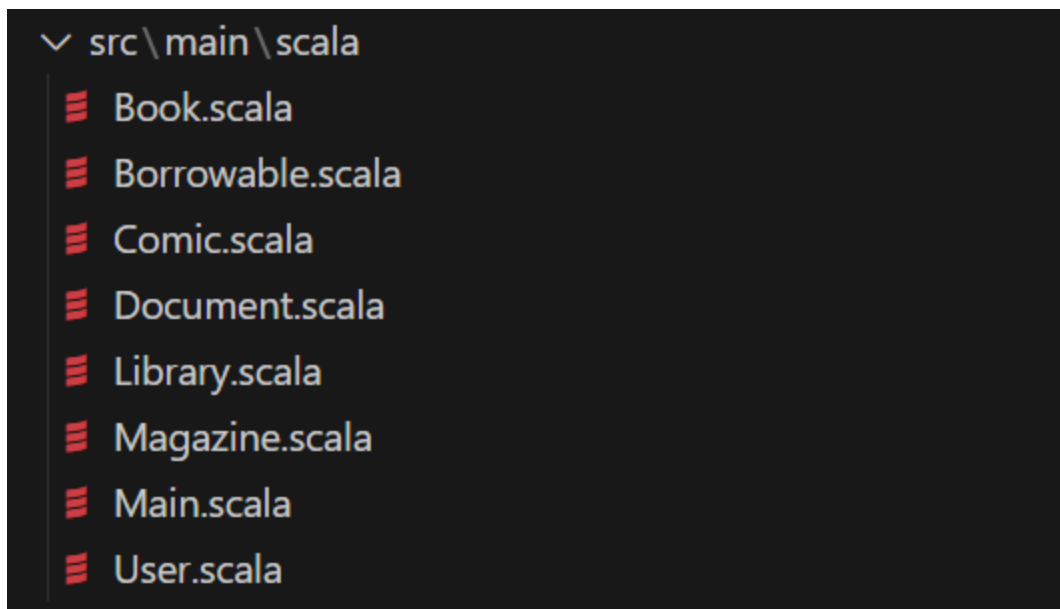 src\main\scala
Book.scala
Borrowable.scala
Comic.scala
Document.scala
Library.scala
Magazine.scala
Main.scala
User.scala